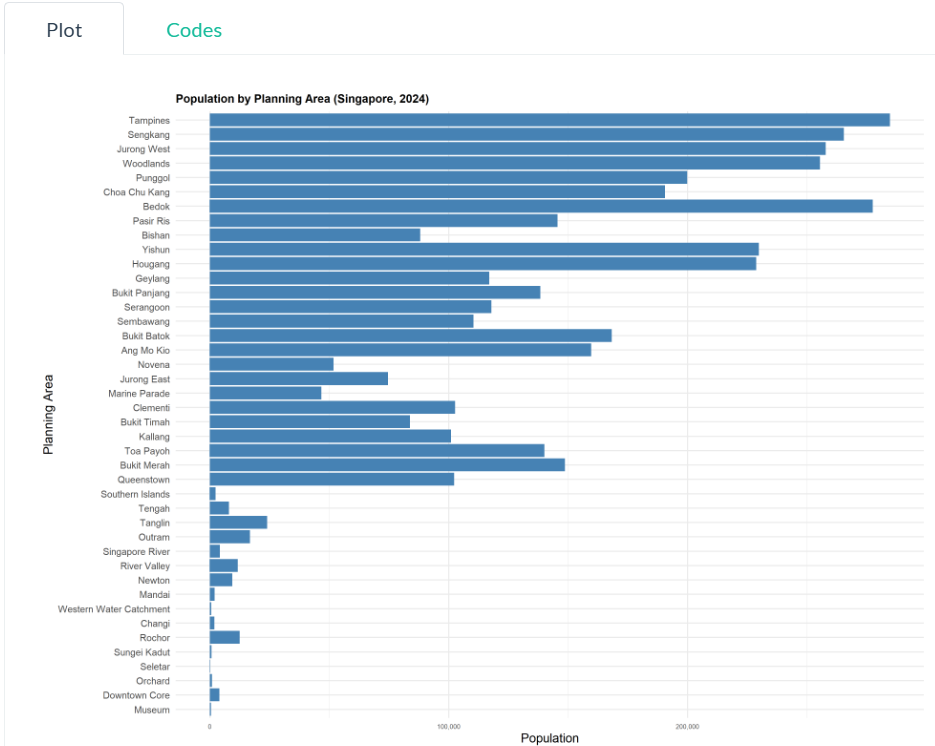 Plot
Codes
Population by Planning Area (Singapore, 2024)
Tampines
Sengkang
Jurong West
Woodlands
Punggol
Choa Chu Kang
Bedok
Pasir Ris
Bishan
Yishun
Hougang
Geylang
Bukit Panjang
Serangoon
Sembawang
Bukit Batok
Ang Mo Kio
Novena
Jurong East
Marine Parade
Clementi
Bukit Timah
Kallang
Toa Payoh
Bukit Merah
Queenstown
Southern Islands
Tengah
Tanglin
Outram
Singapore River
River Valley
Newton
Mandai
Western Water Catchment
Changi
Rochor
Sungei Kadut
Seletar
Orchard
Downtown Core
Museum
Planning Area
0
100,000
200,000
Population